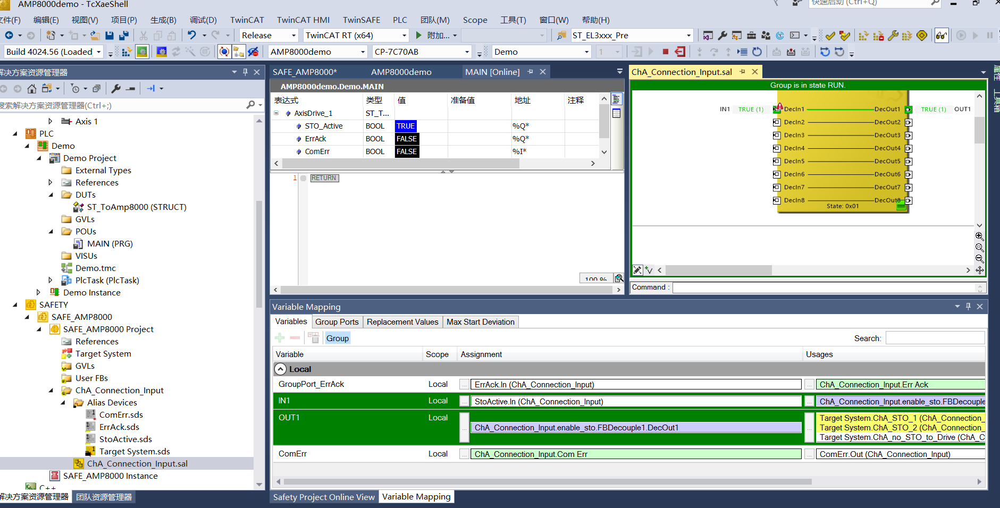 AMP8000demo - TcXaeShell
快速启动 (Ctrl+Q)
文件(F) 编辑(E) 视图(V) 项目(P) 生成(B) 调试(D) TwinCAT TwinCAT HMI TwinSAFE PLC 团队(M) Scope 工具(T) 窗口(W) 帮助(H)
Release TwinCAT RT (x64) 附加... ST_EL3xxx_Pre
Build 4024.56 (Loaded) AMP8000demo CP-7C70AB Demo 1
解决方案资源管理器
搜索解决方案资源管理器(Ctrl+;)
Axis 1
PLC
Demo
Demo Project
External Types
References
DUTs
ST_ToAmp8000 (STRUCT)
GVLs
POUs
MAIN (PRG)
VISUs
Demo.tmc
PlcTask (PlcTask)
Demo Instance
SAFETY
SAFE_AMP8000
SAFE_AMP8000 Project
References
Target System
GVLs
User FBs
ChA_Connection_Input
Alias Devices
ComErr.sds
ErrAck.sds
StoActive.sds
Target System.sds
ChA_Connection_Input.sal
SAFE_AMP8000 Instance
C++
解决方案资源管理器 团队资源管理器
SAFE_AMP8000* AMP8000demo MAIN [Online]
AMP8000demo.Demo.MAIN
表达式 类型 值 准备值 地址 注释
AxisDrive_1 ST_T...
STO_Active BOOL TRUE %Q*
ErrAck BOOL FALSE %Q*
ComErr BOOL FALSE %I*
1 RETURN
100 %
ChA_Connection_Input.sal
Group is in state RUN.
IN1 TRUE (1) DecIn1 DecOut1 TRUE (1) OUT1
DecIn2 DecOut2
DecIn3 DecOut3
DecIn4 DecOut4
DecIn5 DecOut5
DecIn6 DecOut6
DecIn7 DecOut7
DecIn8 DecOut8
State: 0x01
Command :
属性
工具箱
Variable Mapping
Variables Group Ports Replacement Values Max Start Deviation
Group Search:
Variable Scope Assignment Usages
Local
GroupPort_ErrAck Local ... ErrAck.In (ChA_Connection_Input) ... ChA_Connection_Input.Err Ack
IN1 Local ... StoActive.In (ChA_Connection_Input) ... ChA_Connection_Input.enable_sto.FBDecouple
OUT1 Local ... ChA_Connection_Input.enable_sto.FBDecouple1.DecOut1 ... Target System.ChA_STO_1 (ChA_Connection_
Target System.ChA_STO_2 (ChA_Connection_
Target System.ChA_no_STO_to_Drive (ChA_C
ComErr Local ... ChA_Connection_Input.Com Err ... ComErr.Out (ChA_Connection_Input)
Safety Project Online View Variable Mapping